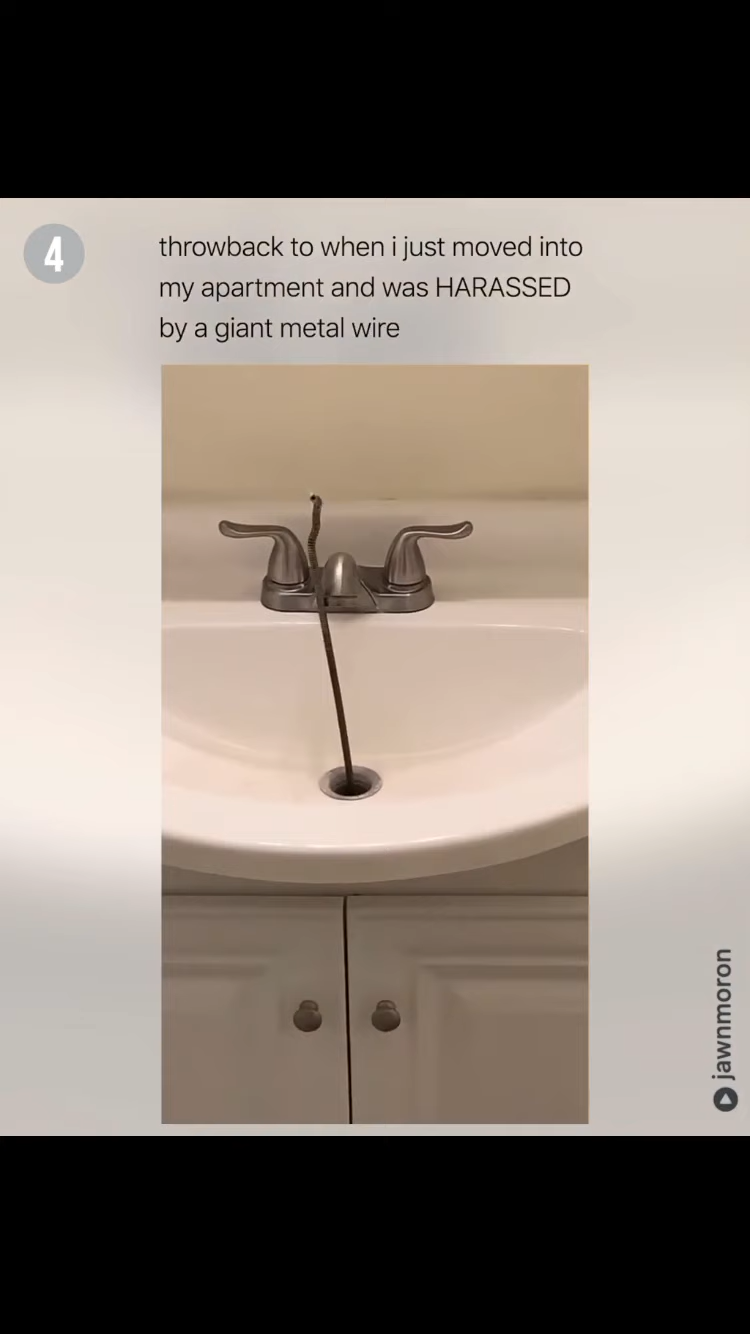 4
throwback to when i just moved into
my apartment and was HARASSED
by a giant metal wire
jawnmoron